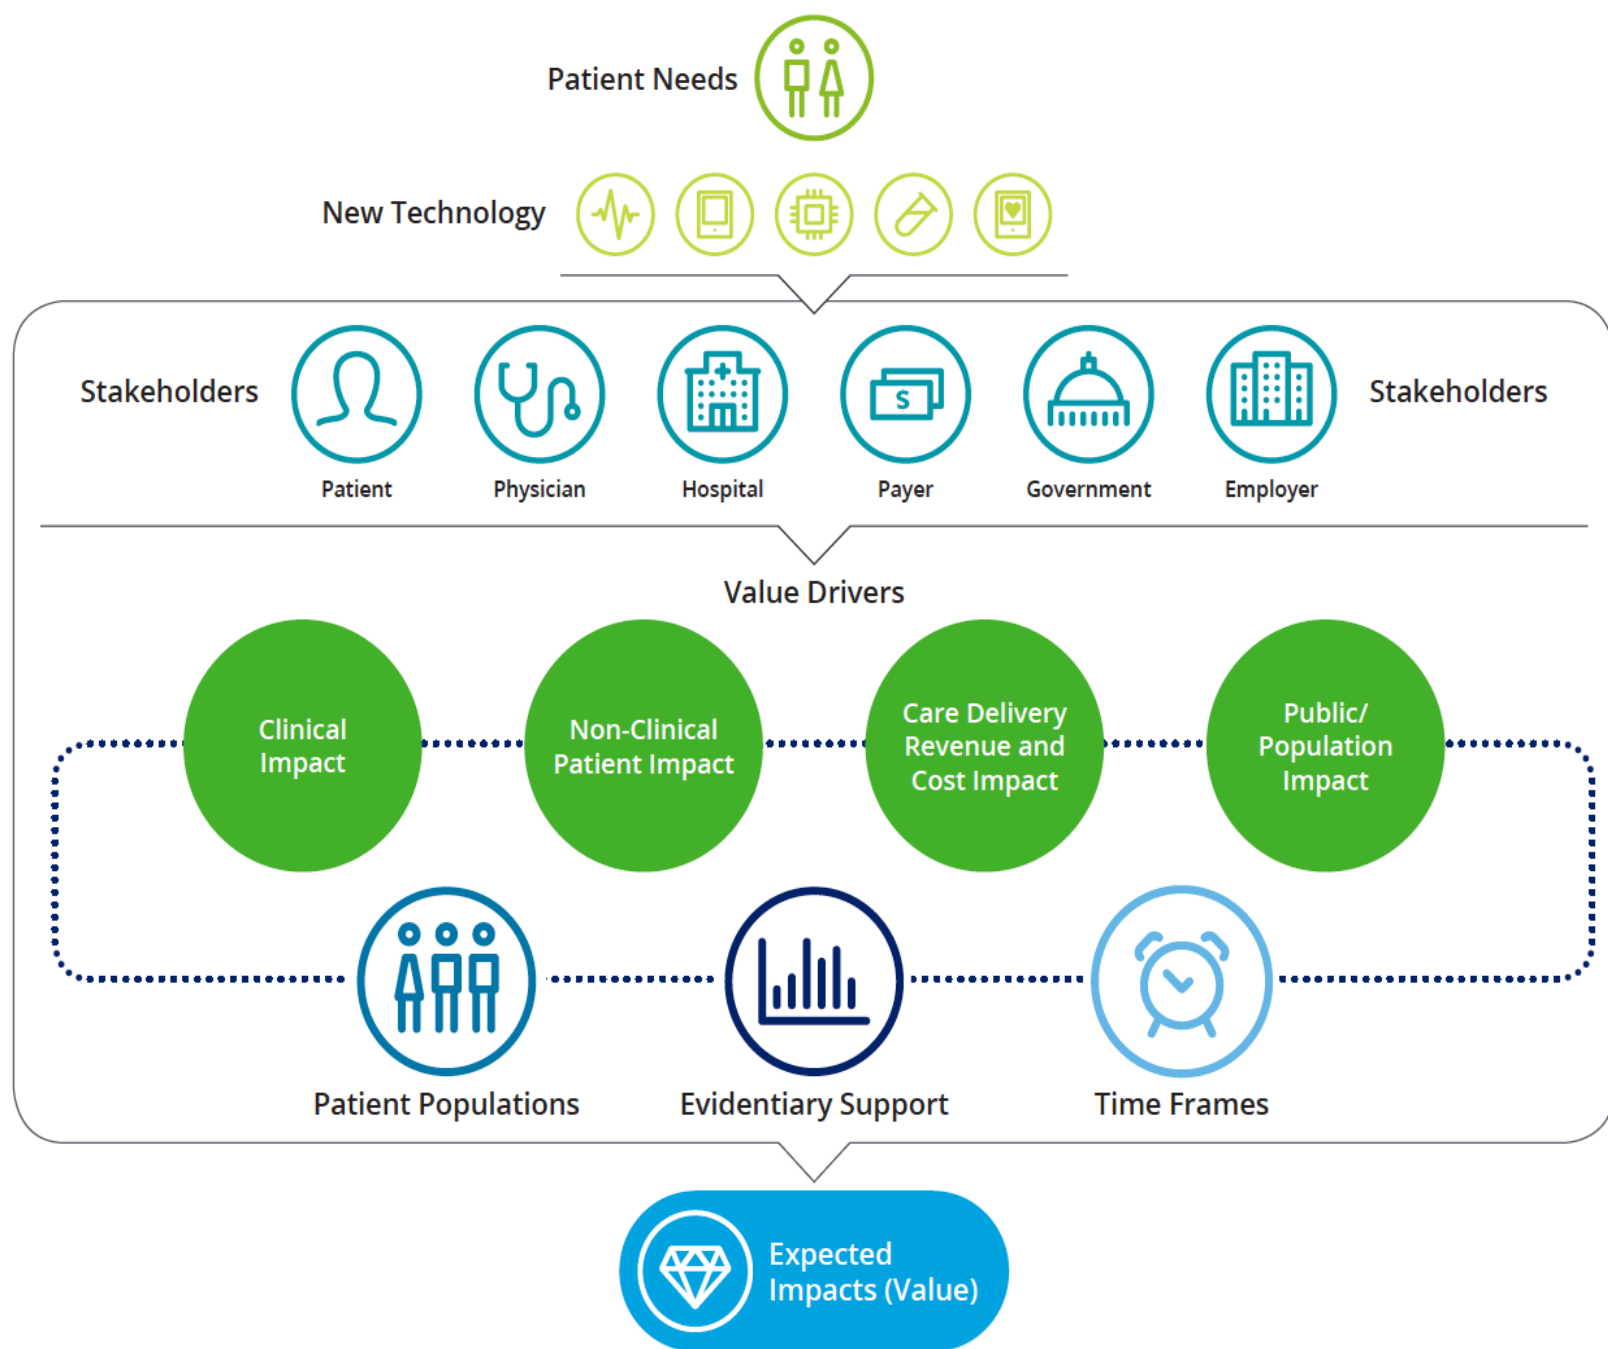 Patient Needs
New Technology
Stakeholders
Stakeholders
Patient
Physician
Hospital
$
Payer
Government
Employer
Value Drivers
Clinical
Impact
Non-Clinical
Patient Impact
Care Delivery
Revenue and
Cost Impact
Public/
Population
Impact
Patient Populations
Evidentiary Support
Time Frames
Expected
Impacts (Value)